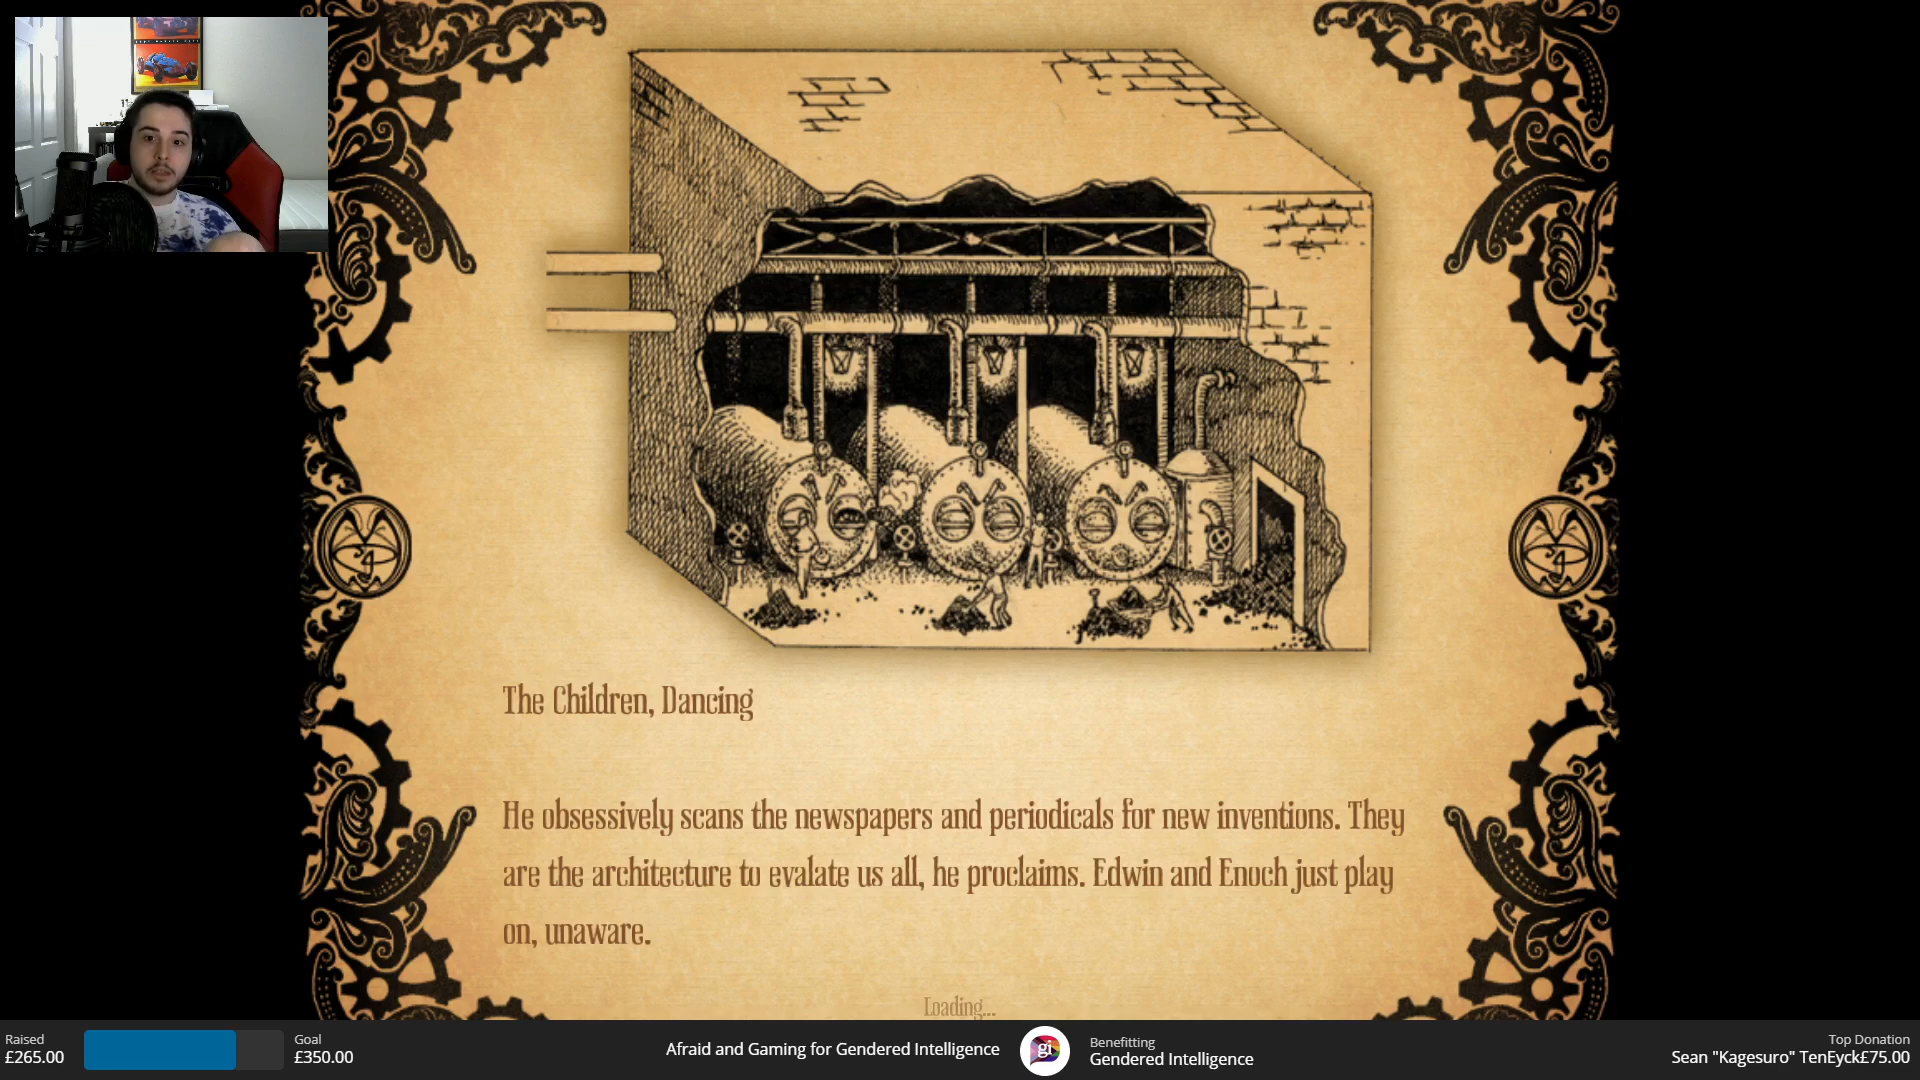 The Children, Dancing
He obsessively scans the newspapers and periodicals for new inventions. They
are the architecture to evalate us all, he proclaims. Edwin and Enoch just play
on, unaware.
Loading...
Raised
£265.00
Goal
£350.00
Afraid and Gaming for Gendered Intelligence
gi
Benefitting
Gendered Intelligence
Top Donation
Sean "Kagesuro" TenEyck£75.00